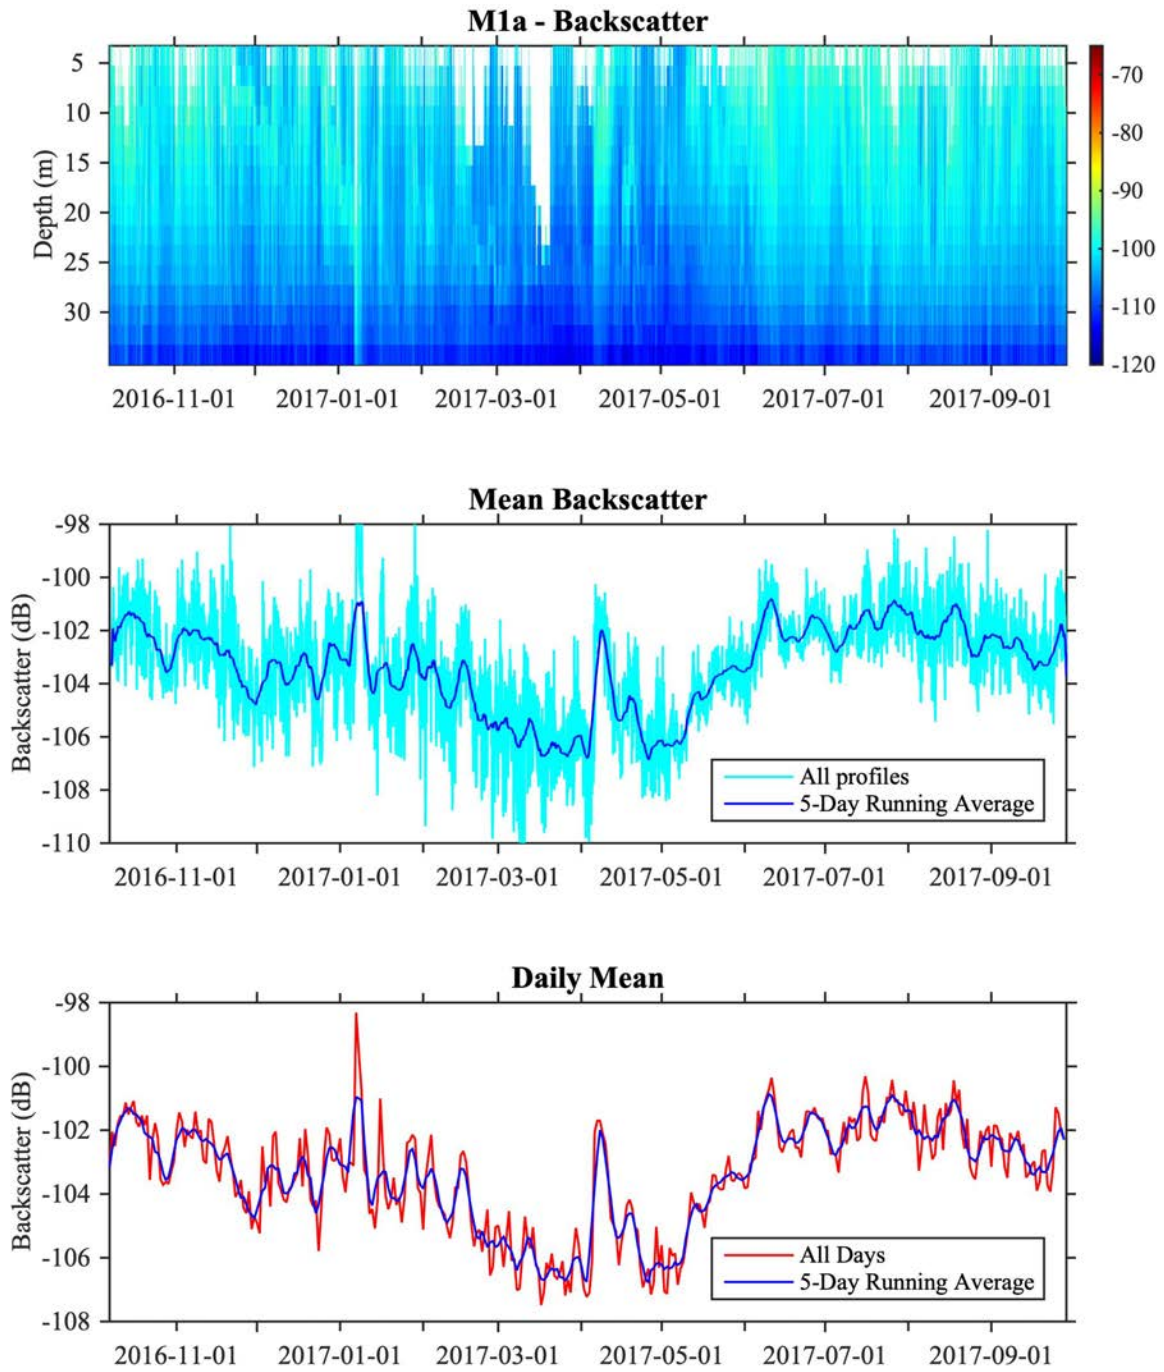 M1a - Backscatter
Depth (m)
5
10
15
20
25
30
-70
-80
-90
-100
-110
-120
2016-11-01 2017-01-01 2017-03-01 2017-05-01 2017-07-01 2017-09-01
Mean Backscatter
Backscatter (dB)
-98
-100
-102
-104
-106
-108
-110
All profiles
5-Day Running Average
2016-11-01 2017-01-01 2017-03-01 2017-05-01 2017-07-01 2017-09-01
Daily Mean
Backscatter (dB)
-98
-100
-102
-104
-106
-108
All Days
5-Day Running Average
2016-11-01 2017-01-01 2017-03-01 2017-05-01 2017-07-01 2017-09-01